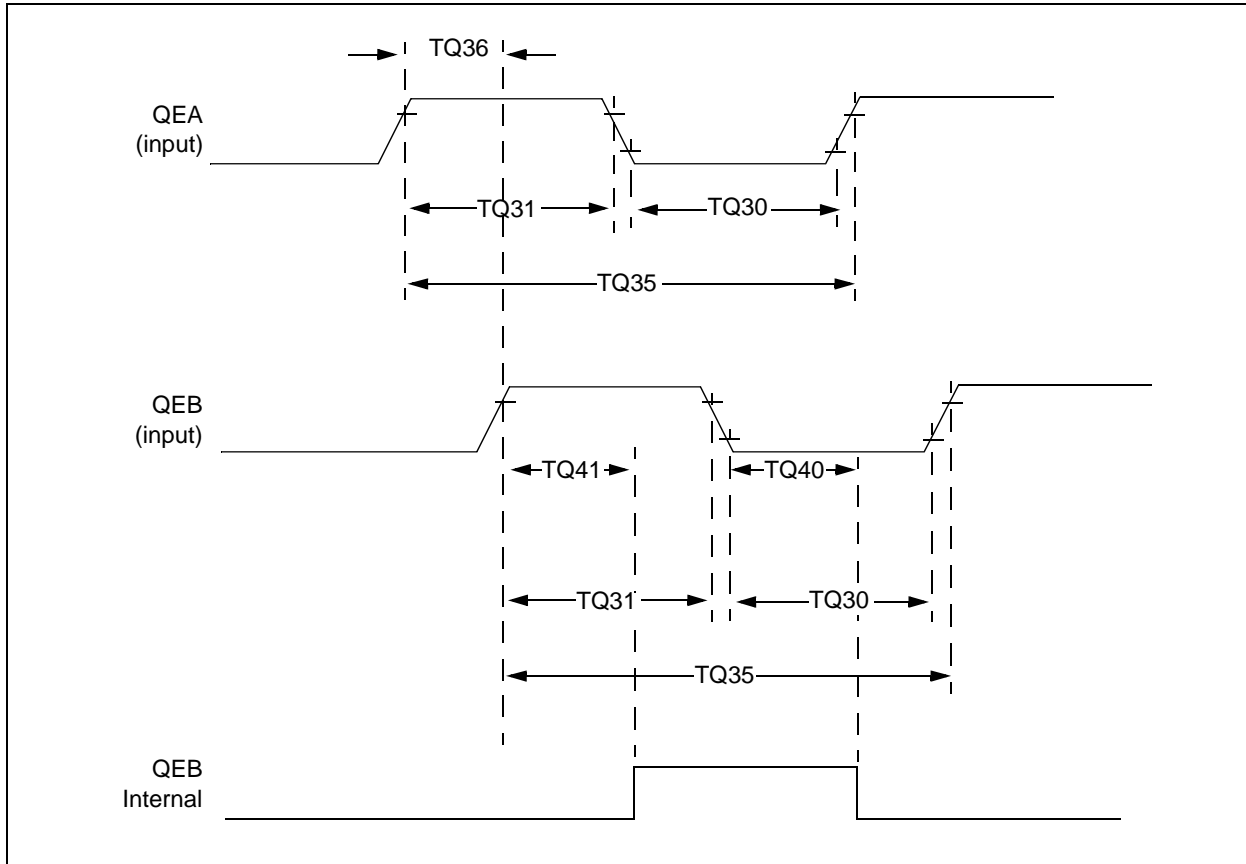 TQ36
QEA
(input)
TQ31
TQ30
TQ35
QEB
(input)
TQ41
TQ40
TQ31
TQ30
TQ35
QEB
Internal